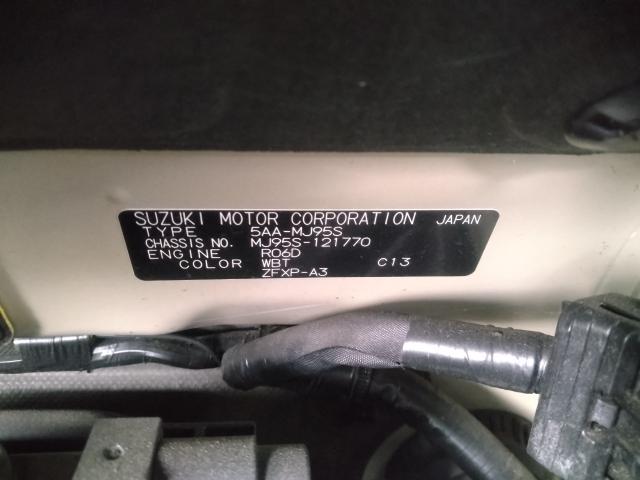 SUZUKI MOTOR CORPORATION JAPAN
TYPE 5AA-MJ95S
CHASSIS NO. MJ95S-121770
ENGINE R06D
COLOR WBT C13
ZFXP-A3